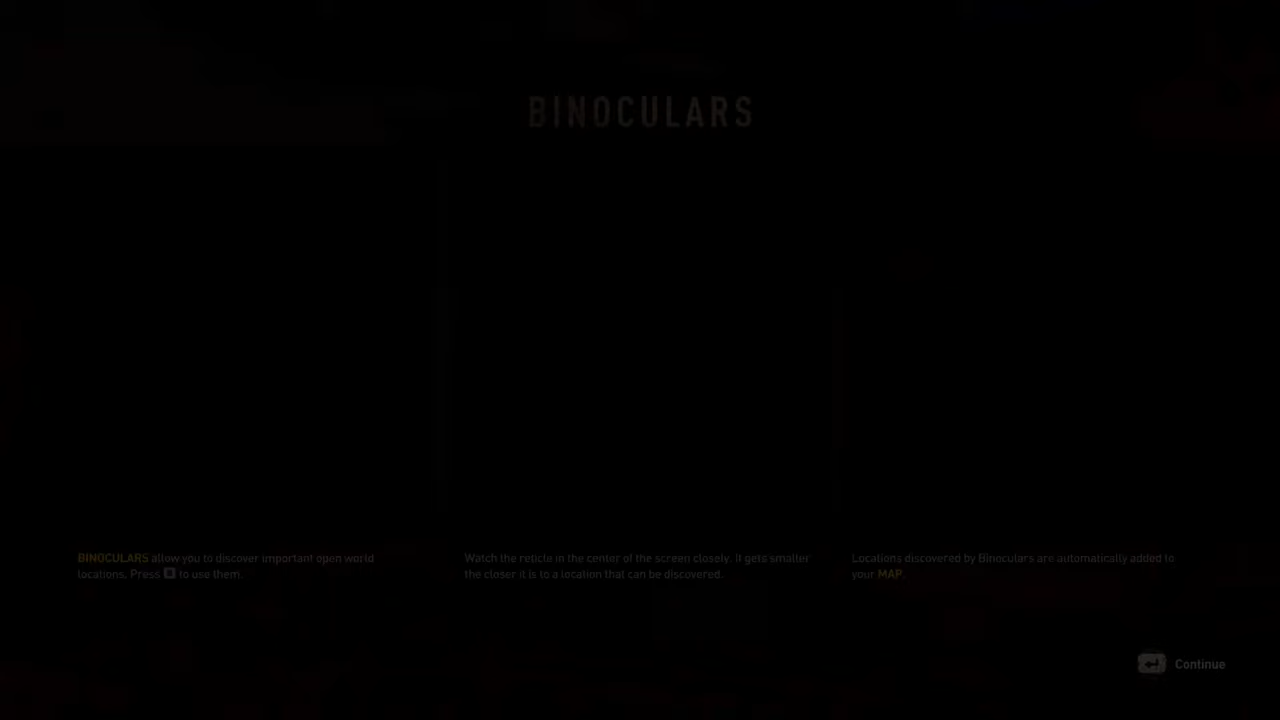 BINOCULARS
BINOCULARS allow you to discover important open world
locations. Press B to use them.
Watch the reticle in the center of the screen closely. It gets smaller
the closer it is to a location that can be discovered.
Locations discovered by Binoculars are automatically added to
your MAP.
Continue